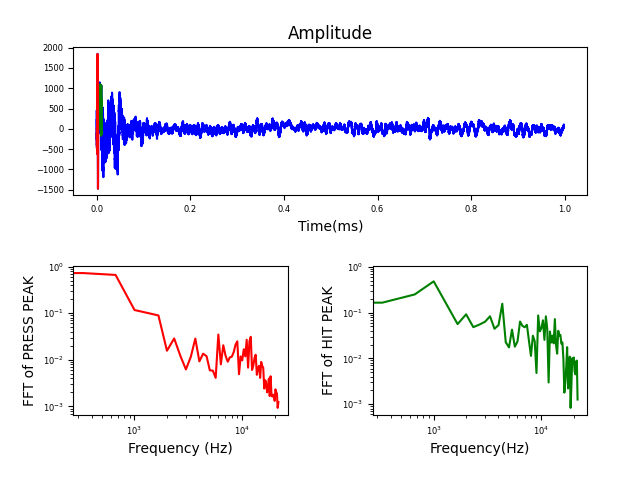 Amplitude
2000
1500
1000
500
0
−500
−1000
−1500
0.0 0.2 0.4 0.6 0.8 1.0
Time(ms)
FFT of PRESS PEAK
10⁰
10⁻¹
10⁻²
10⁻³
10³ 10⁴
Frequency (Hz)
FFT of HIT PEAK
10⁰
10⁻¹
10⁻²
10⁻³
10³ 10⁴
Frequency(Hz)